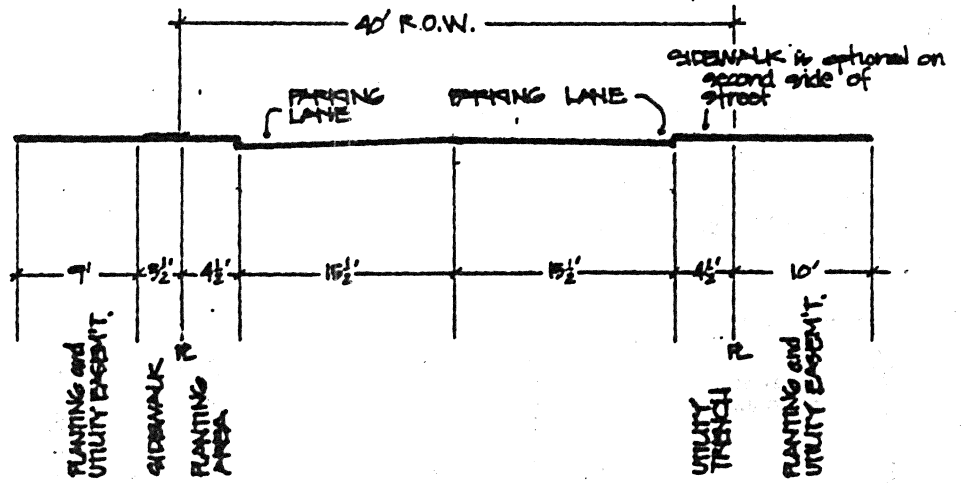 40' R.O.W.
SIDEWALK is optional on
second side of
street
PARKING
LANE
PARKING LANE
9'
3½'
4½'
15½'
15½'
4½'
10'
PL
PL
PLANTING and
UTILITY EASEM'T.
SIDEWALK
PLANTING
AREA
UTILITY
TRENCH
PLANTING and
UTILITY EASEM'T.